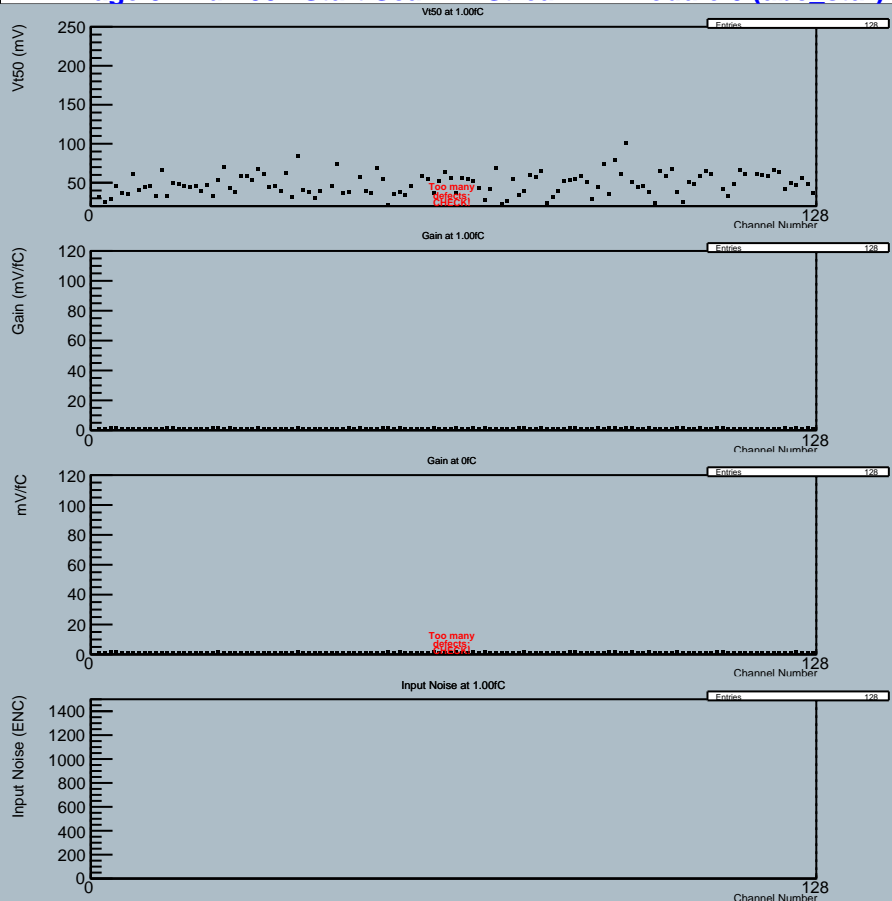 Vt50 at 1.00fC
Entries 128
Vt50 (mV)
250
200
150
100
50
Too many
defects:
CHECK!
0
128
Channel Number
Gain at 1.00fC
Entries 128
Gain (mV/fC)
120
100
80
60
40
20
0
0
128
Channel Number
Gain at 0fC
Entries 128
mV/fC
120
100
80
60
40
20
0
Too many
defects:
CHECK!
0
128
Channel Number
Input Noise at 1.00fC
Entries 128
Input Noise (ENC)
1400
1200
1000
800
600
400
200
0
0
128
Channel Number